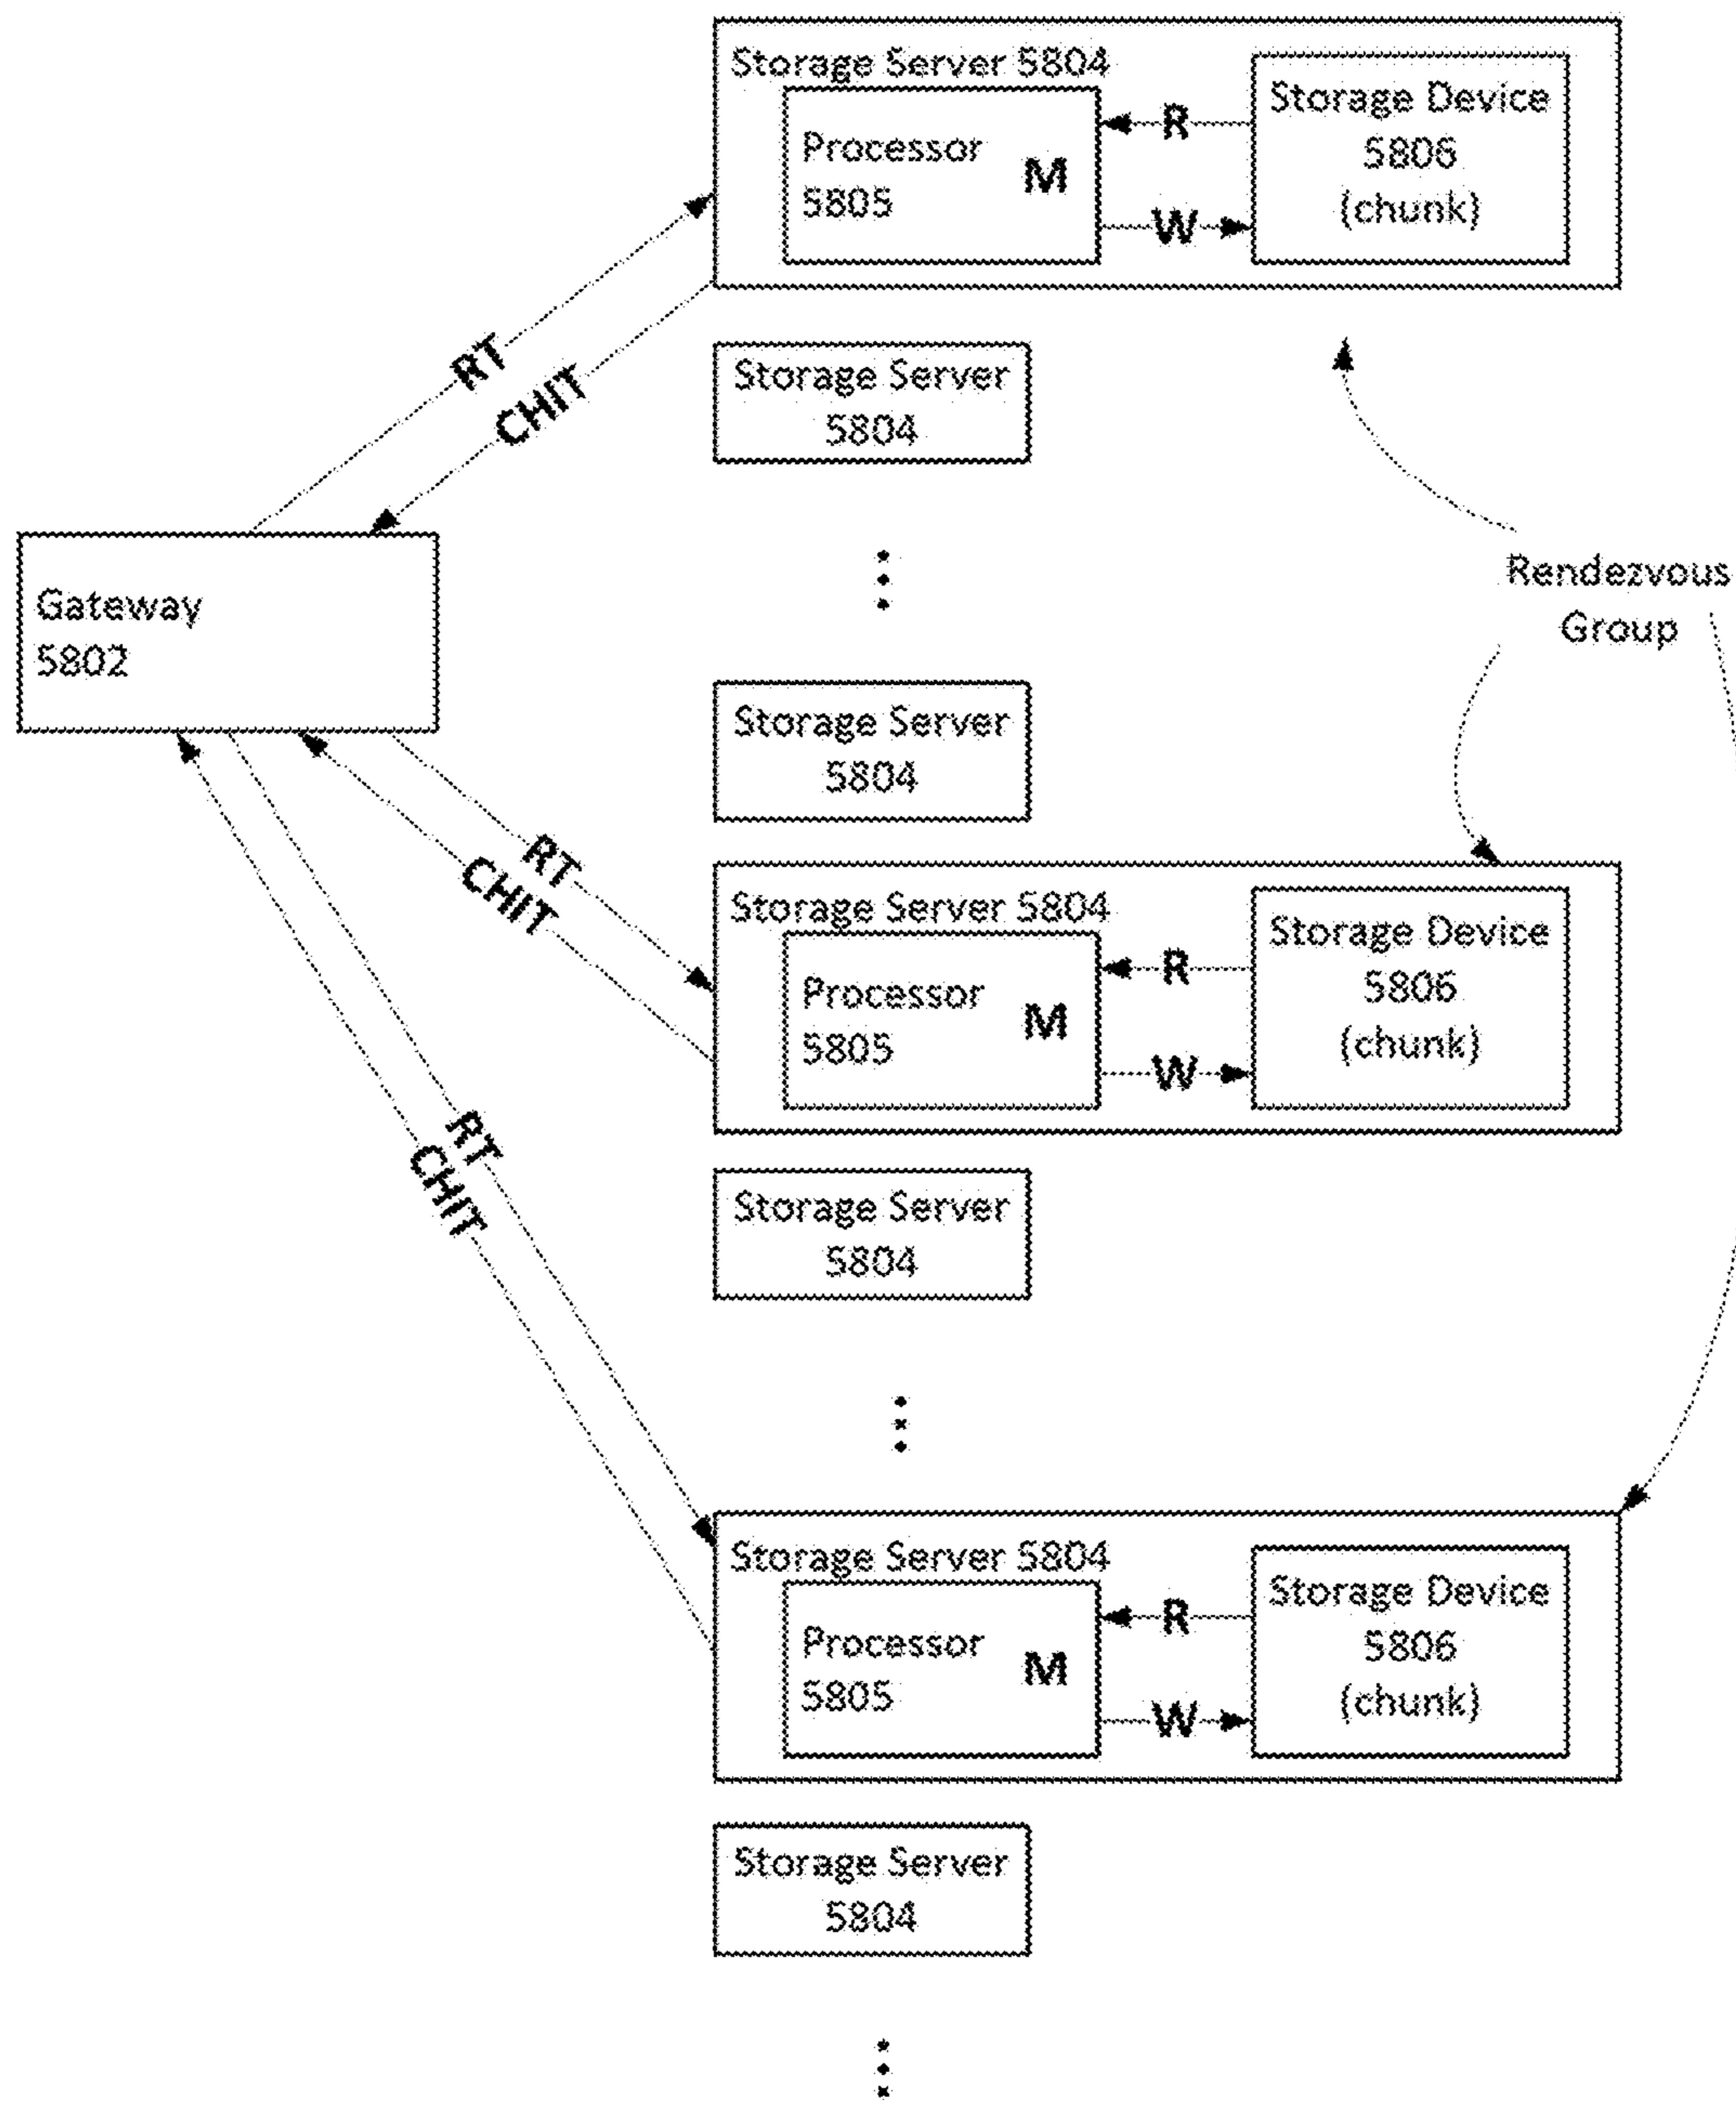 Storage Server 5804
Processor
5805
M
R
W
Storage Device
5806
(chunk)
RT
CHIT
Storage Server
5804
Gateway
5802
Rendezvous
Group
Storage Server
5804
RT
CHIT
Storage Server 5804
Processor
5805
M
R
W
Storage Device
5806
(chunk)
RT
CHIT
Storage Server
5804
Storage Server 5804
Processor
5805
M
R
W
Storage Device
5806
(chunk)
Storage Server
5804